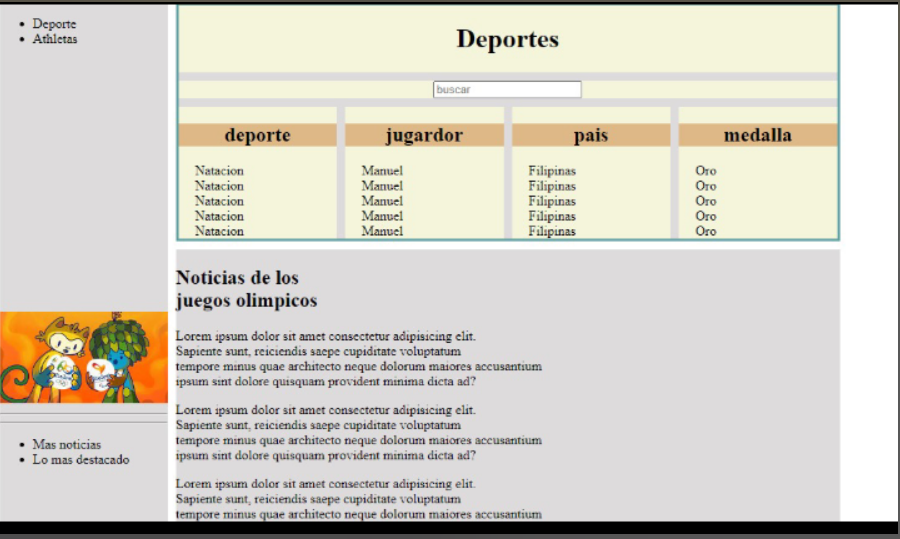 Deporte
Athletas
Deportes
buscar
deporte jugardor pais medalla
Natacion Manuel Filipinas Oro
Natacion Manuel Filipinas Oro
Natacion Manuel Filipinas Oro
Natacion Manuel Filipinas Oro
Natacion Manuel Filipinas Oro
Noticias de los
juegos olimpicos
Lorem ipsum dolor sit amet consectetur adipisicing elit.
Sapiente sunt, reiciendis saepe cupiditate voluptatum
tempore minus quae architecto neque dolorum maiores accusantium
ipsum sint dolore quisquam provident minima dicta ad?
Lorem ipsum dolor sit amet consectetur adipisicing elit.
Sapiente sunt, reiciendis saepe cupiditate voluptatum
tempore minus quae architecto neque dolorum maiores accusantium
ipsum sint dolore quisquam provident minima dicta ad?
Lorem ipsum dolor sit amet consectetur adipisicing elit.
Sapiente sunt, reiciendis saepe cupiditate voluptatum
tempore minus quae architecto neque dolorum maiores accusantium
Mas noticias
Lo mas destacado